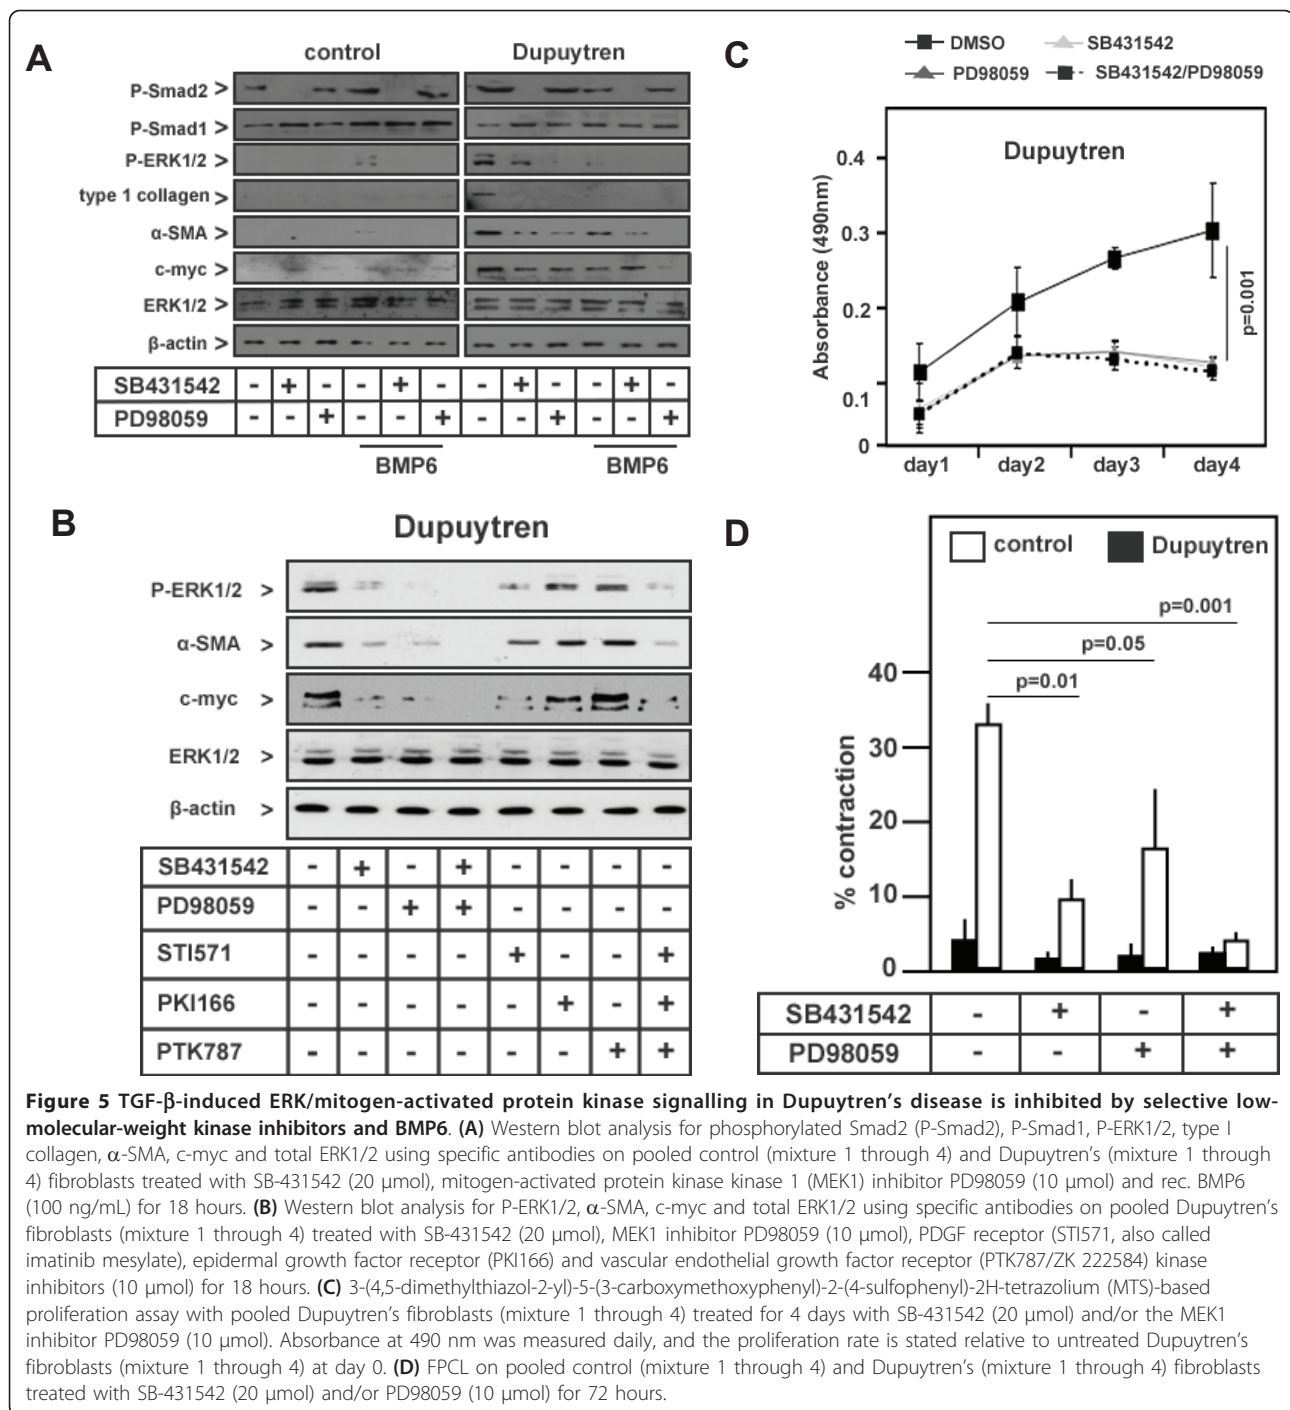 A
control
Dupuytren
P-Smad2 >
P-Smad1 >
P-ERK1/2 >
type 1 collagen >
α-SMA >
c-myc >
ERK1/2 >
β-actin >
SB431542 - + - - + - - + - - + -
PD98059 - - + - - + - - + - - +
BMP6
BMP6
B
Dupuytren
P-ERK1/2 >
α-SMA >
c-myc >
ERK1/2 >
β-actin >
SB431542 - + - + - - - -
PD98059 - - + + - - - -
STI571 - - - - + - - +
PKI166 - - - - - + - +
PTK787 - - - - - - + +
C
DMSO
SB431542
PD98059
SB431542/PD98059
Dupuytren
Absorbance (490nm)
0.4
0.3
0.2
0.1
0
day1
day2
day3
day4
p=0.001
D
control
Dupuytren
p=0.001
p=0.05
p=0.01
% contraction
40
30
20
10
0
SB431542 - + - +
PD98059 - - + +
Figure 5 TGF-β-induced ERK/mitogen-activated protein kinase signalling in Dupuytren's disease is inhibited by selective low-
molecular-weight kinase inhibitors and BMP6. (A) Western blot analysis for phosphorylated Smad2 (P-Smad2), P-Smad1, P-ERK1/2, type I
collagen, α-SMA, c-myc and total ERK1/2 using specific antibodies on pooled control (mixture 1 through 4) and Dupuytren's (mixture 1 through
4) fibroblasts treated with SB-431542 (20 μmol), mitogen-activated protein kinase kinase 1 (MEK1) inhibitor PD98059 (10 μmol) and rec. BMP6
(100 ng/mL) for 18 hours. (B) Western blot analysis for P-ERK1/2, α-SMA, c-myc and total ERK1/2 using specific antibodies on pooled Dupuytren's
fibroblasts (mixture 1 through 4) treated with SB-431542 (20 μmol), MEK1 inhibitor PD98059 (10 μmol), PDGF receptor (STI571, also called
imatinib mesylate), epidermal growth factor receptor (PKI166) and vascular endothelial growth factor receptor (PTK787/ZK 222584) kinase
inhibitors (10 μmol) for 18 hours. (C) 3-(4,5-dimethylthiazol-2-yl)-5-(3-carboxymethoxyphenyl)-2-(4-sulfophenyl)-2H-tetrazolium (MTS)-based
proliferation assay with pooled Dupuytren's fibroblasts (mixture 1 through 4) treated for 4 days with SB-431542 (20 μmol) and/or the MEK1
inhibitor PD98059 (10 μmol). Absorbance at 490 nm was measured daily, and the proliferation rate is stated relative to untreated Dupuytren's
fibroblasts (mixture 1 through 4) at day 0. (D) FPCL on pooled control (mixture 1 through 4) and Dupuytren's (mixture 1 through 4) fibroblasts
treated with SB-431542 (20 μmol) and/or PD98059 (10 μmol) for 72 hours.